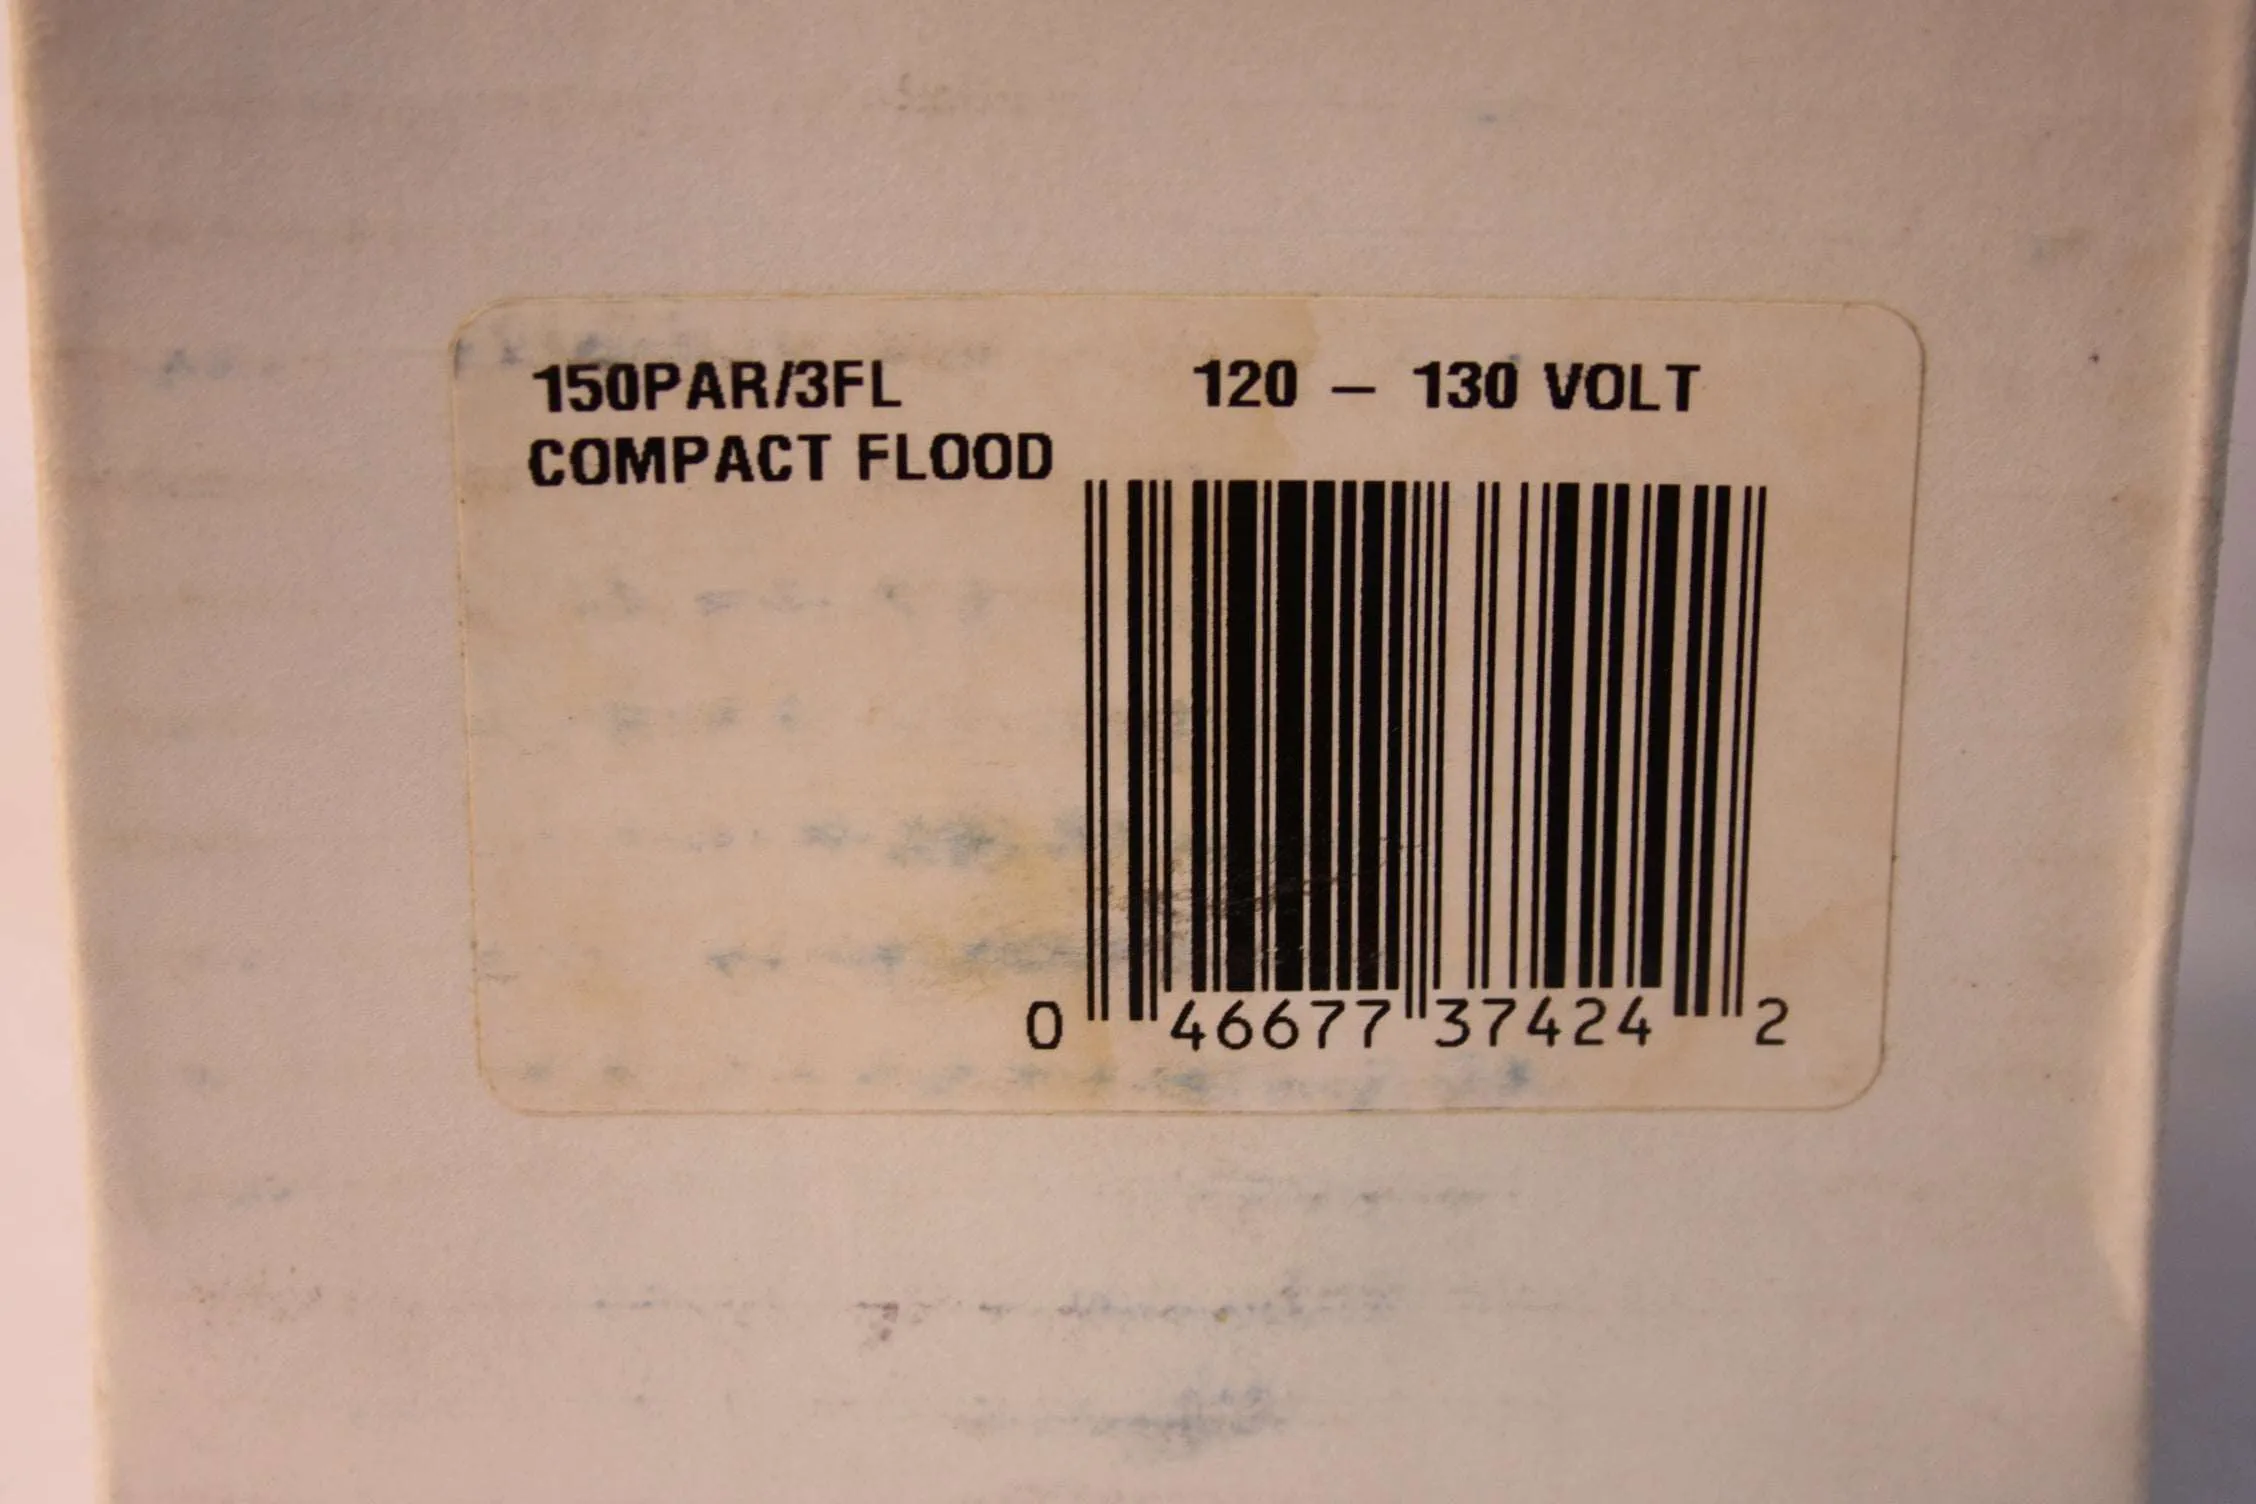 150PAR/3FL 120 – 130 VOLT
COMPACT FLOOD
0 46677 37424 2